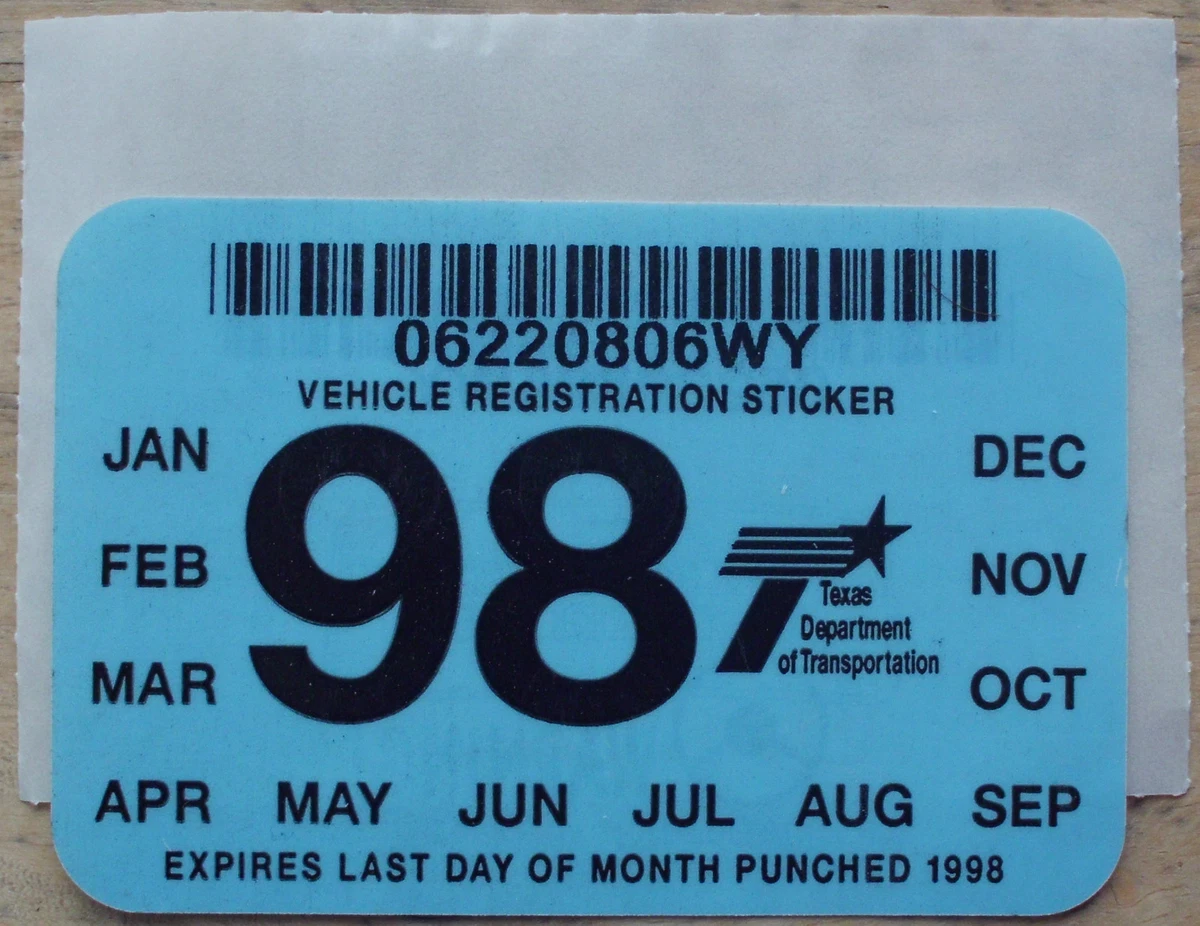 06220806WY
VEHICLE REGISTRATION STICKER
JAN
98
DEC
FEB
NOV
Texas
Department
of Transportation
MAR
OCT
APR MAY JUN JUL AUG SEP
EXPIRES LAST DAY OF MONTH PUNCHED 1998